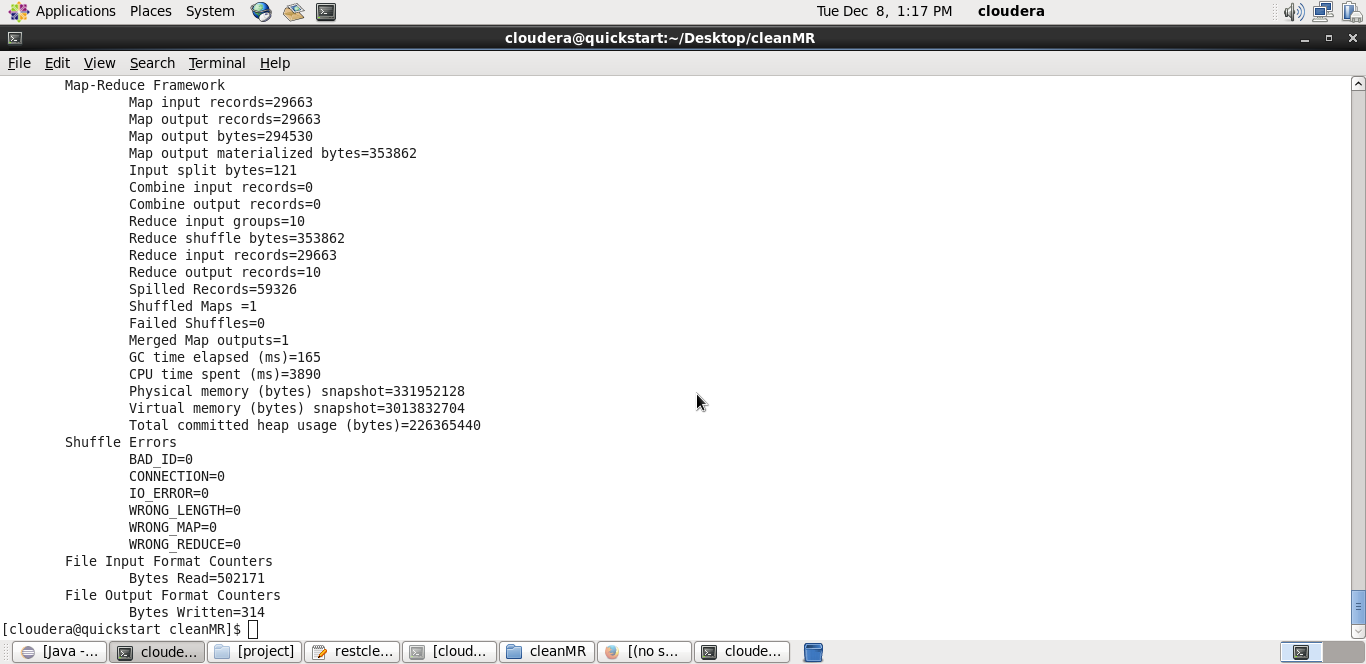 Applications Places System Tue Dec 8, 1:17 PM cloudera
cloudera@quickstart:~/Desktop/cleanMR
File Edit View Search Terminal Help
Map-Reduce Framework
Map input records=29663
Map output records=29663
Map output bytes=294530
Map output materialized bytes=353862
Input split bytes=121
Combine input records=0
Combine output records=0
Reduce input groups=10
Reduce shuffle bytes=353862
Reduce input records=29663
Reduce output records=10
Spilled Records=59326
Shuffled Maps =1
Failed Shuffles=0
Merged Map outputs=1
GC time elapsed (ms)=165
CPU time spent (ms)=3890
Physical memory (bytes) snapshot=331952128
Virtual memory (bytes) snapshot=3013832704
Total committed heap usage (bytes)=226365440
Shuffle Errors
BAD_ID=0
CONNECTION=0
IO_ERROR=0
WRONG_LENGTH=0
WRONG_MAP=0
WRONG_REDUCE=0
File Input Format Counters
Bytes Read=502171
File Output Format Counters
Bytes Written=314
[cloudera@quickstart cleanMR]$
[Java -... cloude... [project] restcle... [cloud... cleanMR [(no s... cloude...